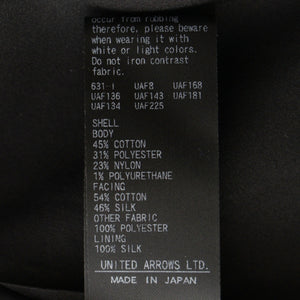 occur from rubbing
therefore, please beware
when wearing it with
white or light colors.
Do not iron contrast
fabric.
631-1 UAF8 UAF168
UAF136 UAF143 UAF181
UAF134 UAF225
SHELL
BODY
45% COTTON
31% POLYESTER
23% NYLON
1% POLYURETHANE
FACING
54% COTTON
46% SILK
OTHER FABRIC
100% POLYESTER
LINING
100% SILK
UNITED ARROWS LTD.
MADE IN JAPAN